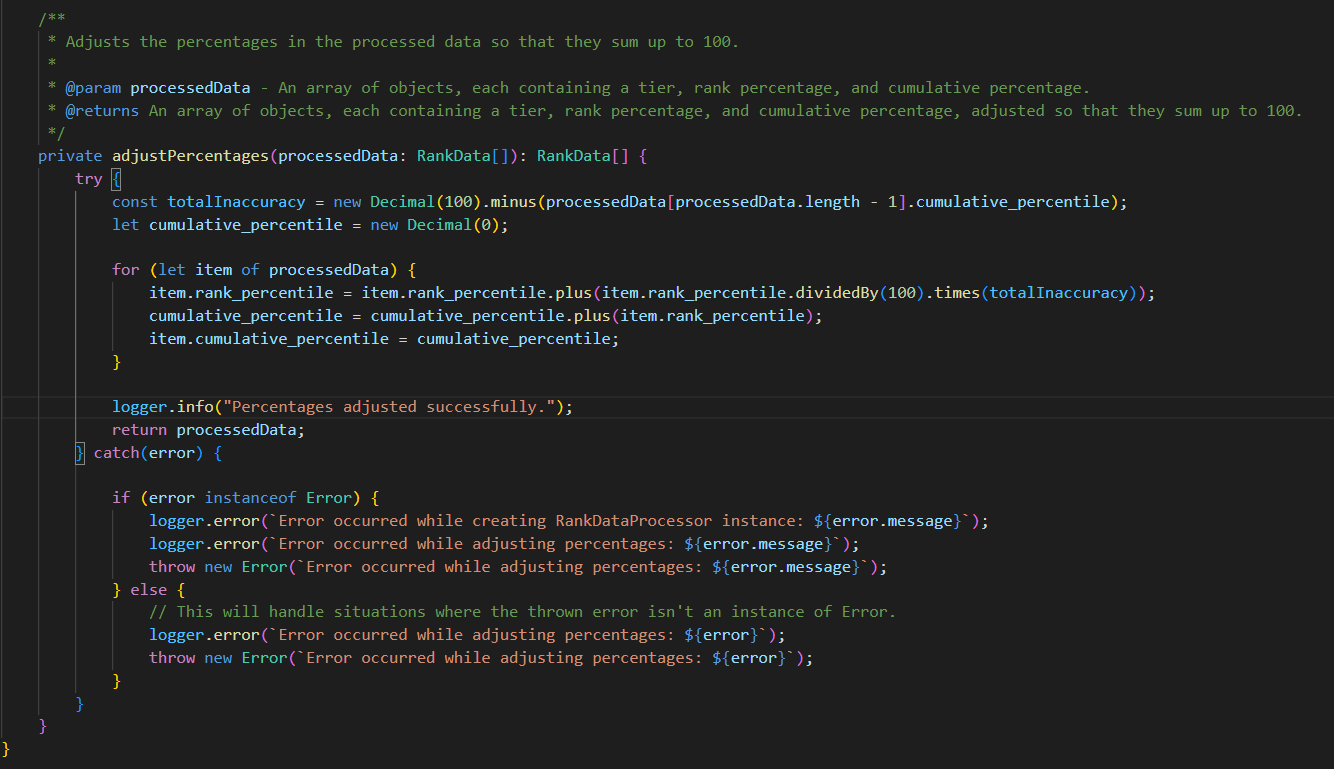 /**
 * Adjusts the percentages in the processed data so that they sum up to 100.
 *
 * @param processedData - An array of objects, each containing a tier, rank percentage, and cumulative percentage.
 * @returns An array of objects, each containing a tier, rank percentage, and cumulative percentage, adjusted so that they sum up to 100.
 */
private adjustPercentages(processedData: RankData[]): RankData[] {
    try {
        const totalInaccuracy = new Decimal(100).minus(processedData[processedData.length - 1].cumulative_percentile);
        let cumulative_percentile = new Decimal(0);

        for (let item of processedData) {
            item.rank_percentile = item.rank_percentile.plus(item.rank_percentile.dividedBy(100).times(totalInaccuracy));
            cumulative_percentile = cumulative_percentile.plus(item.rank_percentile);
            item.cumulative_percentile = cumulative_percentile;
        }

        logger.info("Percentages adjusted successfully.");
        return processedData;
    } catch(error) {

        if (error instanceof Error) {
            logger.error(`Error occurred while creating RankDataProcessor instance: ${error.message}`);
            logger.error(`Error occurred while adjusting percentages: ${error.message}`);
            throw new Error(`Error occurred while adjusting percentages: ${error.message}`);
        } else {
            // This will handle situations where the thrown error isn't an instance of Error.
            logger.error(`Error occurred while adjusting percentages: ${error}`);
            throw new Error(`Error occurred while adjusting percentages: ${error}`);
        }
    }
}
}